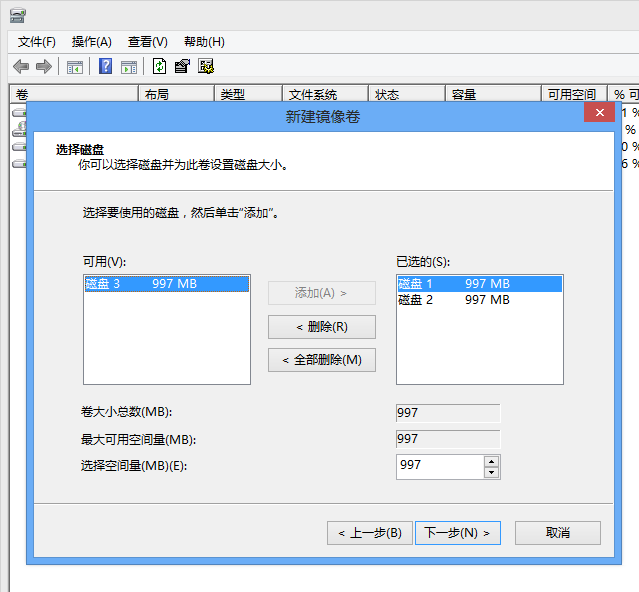 文件(F) 操作(A) 查看(V) 帮助(H)
卷 布局 类型 文件系统 状态 容量 可用空间 % 可
新建镜像卷
1 %
%
0 %
6 %
选择磁盘
你可以选择磁盘并为此卷设置磁盘大小。
选择要使用的磁盘，然后单击“添加”。
可用(V): 已选的(S):
磁盘 3 997 MB 添加(A) > 磁盘 1 997 MB
磁盘 2 997 MB
< 删除(R)
< 全部删除(M)
卷大小总数(MB): 997
最大可用空间量(MB): 997
选择空间量(MB)(E): 997
< 上一步(B) 下一步(N) > 取消